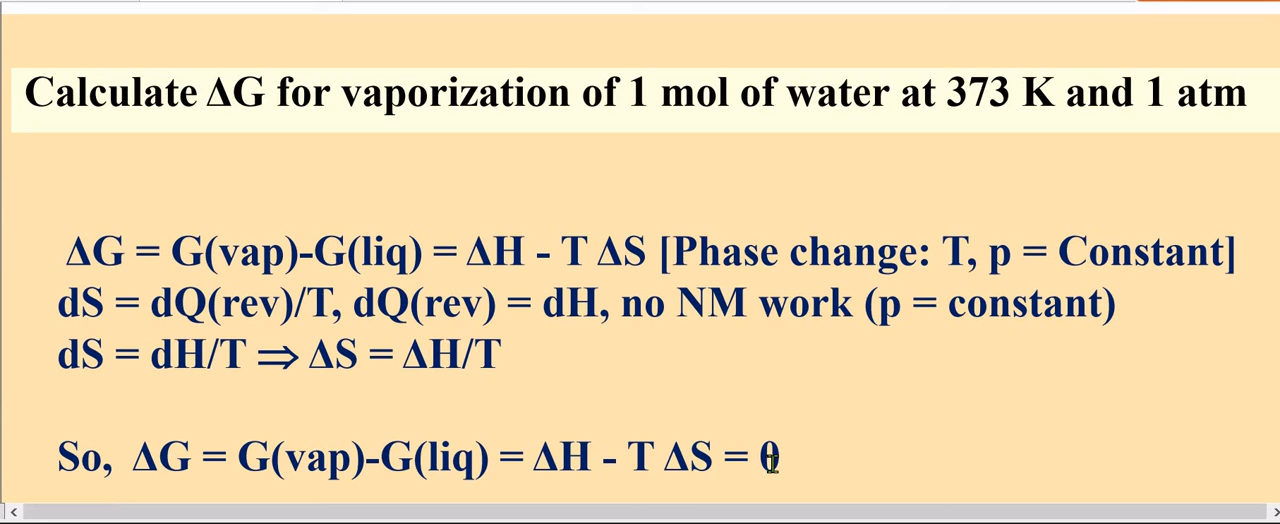 Calculate ΔG for vaporization of 1 mol of water at 373 K and 1 atm
ΔG = G(vap)-G(liq) = ΔH - T ΔS [Phase change: T, p = Constant]
dS = dQ(rev)/T, dQ(rev) = dH, no NM work (p = constant)
dS = dH/T ⇒ ΔS = ΔH/T
So, ΔG = G(vap)-G(liq) = ΔH - T ΔS = 0